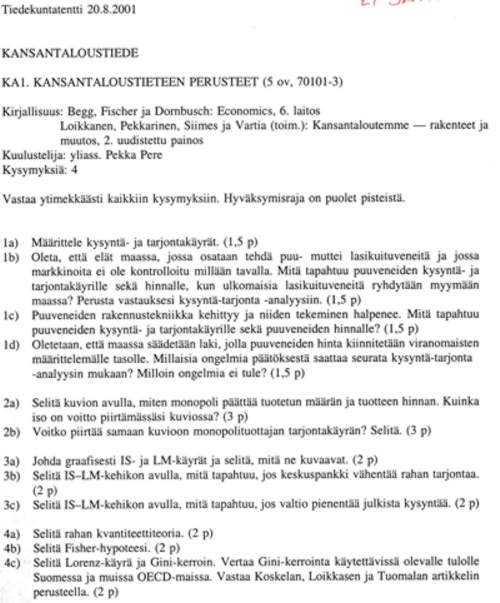 Tiedekuntatentti 20.8.2001
KANSANTALOUSTIEDE
KA1. KANSANTALOUSTIETEEN PERUSTEET (5 ov, 70101-3)
Kirjallisuus: Begg, Fischer ja Dornbusch: Economics, 6. laitos
Loikkanen, Pekkarinen, Siimes ja Vartia (toim.): Kansantaloutemme — rakenteet ja
muutos, 2. uudistettu painos
Kuulustelija: yliass. Pekka Pere
Kysymyksiä: 4
Vastaa ytimekkäästi kaikkiin kysymyksiin. Hyväksymisraja on puolet pisteistä.
1a) Määrittele kysyntä- ja tarjontakäyrät. (1,5 p)
1b) Oleta, että elät maassa, jossa osataan tehdä puu- muttei lasikuituveneitä ja jossa
markkinoita ei ole kontrolloitu millään tavalla. Mitä tapahtuu puuveneiden kysyntä- ja
tarjontakäyrille sekä hinnalle, kun ulkomaisia lasikuituveneitä ryhdytään myymään
maassa? Perusta vastauksesi kysyntä-tarjonta -analyysiin. (1,5 p)
1c) Puuveneiden rakennustekniikka kehittyy ja niiden tekeminen halpenee. Mitä tapahtuu
puuveneiden kysyntä- ja tarjontakäyrille sekä puuveneiden hinnalle? (1,5 p)
1d) Oletetaan, että maassa säädetään laki, jolla puuveneiden hinta kiinnitetään viranomaisten
määrittelemälle tasolle. Millaisia ongelmia päätöksestä saattaa seurata kysyntä-tarjonta
-analyysin mukaan? Milloin ongelmia ei tule? (1,5 p)
2a) Selitä kuvion avulla, miten monopoli päättää tuotetun määrän ja tuotteen hinnan. Kuinka
iso on voitto piirtämässäsi kuviossa? (3 p)
2b) Voitko piirtää samaan kuvioon monopolituottajan tarjontakäyrän? Selitä. (3 p)
3a) Johda graafisesti IS- ja LM-käyrät ja selitä, mitä ne kuvaavat. (2 p)
3b) Selitä IS–LM-kehikon avulla, mitä tapahtuu, jos keskuspankki vähentää rahan tarjontaa.
(2 p)
3c) Selitä IS–LM-kehikon avulla, mitä tapahtuu, jos valtio pienentää julkista kysyntää. (2 p)
4a) Selitä rahan kvantiteettiteoria. (2 p)
4b) Selitä Fisher-hypoteesi. (2 p)
4c) Selitä Lorenz-käyrä ja Gini-kerroin. Vertaa Gini-kerrointa käytettävissä olevalle tulolle
Suomessa ja muissa OECD-maissa. Vastaa Koskelan, Loikkasen ja Tuomalan artikkelin
perusteella. (2 p)